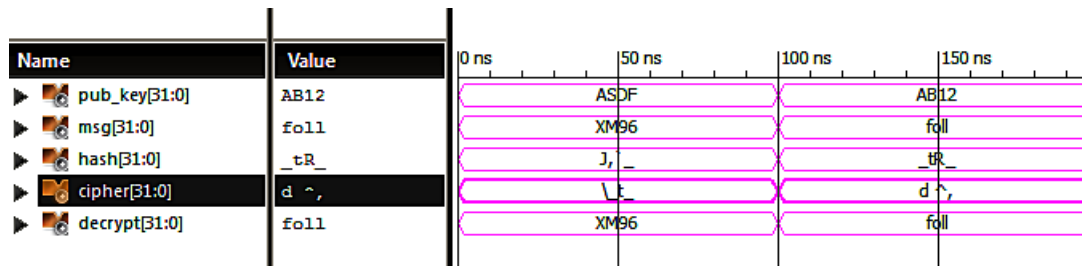 Name Value 0 ns 50 ns 100 ns 150 ns
pub_key[31:0] AB12 ASDF AB12
msg[31:0] foll XM96 foll
hash[31:0] _tR_ J,`_ _tR_
cipher[31:0] d ^, \_t_ d ^,
decrypt[31:0] foll XM96 foll